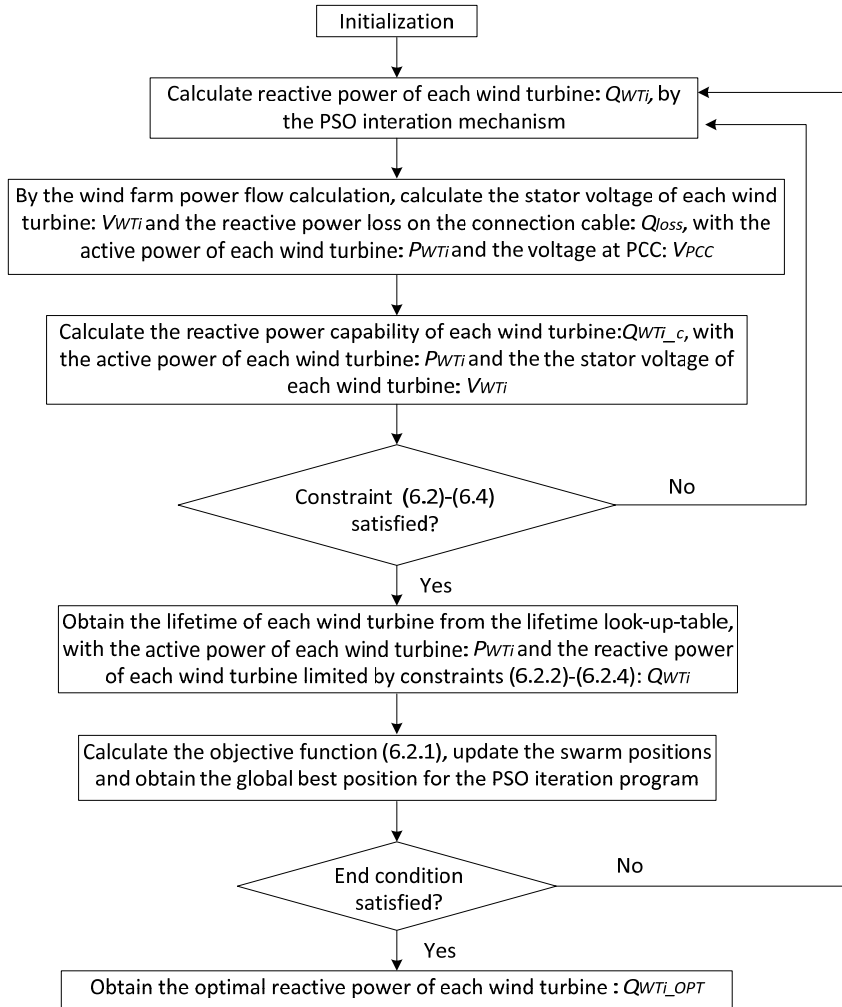 Initialization
Calculate reactive power of each wind turbine: QWTi, by
the PSO interation mechanism
By the wind farm power flow calculation, calculate the stator voltage of each wind
turbine: VWTi and the reactive power loss on the connection cable: Qloss, with the
active power of each wind turbine: PWTi and the voltage at PCC: VPCC
Calculate the reactive power capability of each wind turbine:QWTi_c, with
the active power of each wind turbine: PWTi and the the stator voltage of
each wind turbine: VWTi
Constraint (6.2)-(6.4)
satisfied?
No
Yes
Obtain the lifetime of each wind turbine from the lifetime look-up-table,
with the active power of each wind turbine: PWTi and the reactive power
of each wind turbine limited by constraints (6.2.2)-(6.2.4): QWTi
Calculate the objective function (6.2.1), update the swarm positions
and obtain the global best position for the PSO iteration program
End condition
satisfied?
No
Yes
Obtain the optimal reactive power of each wind turbine : QWTi_OPT